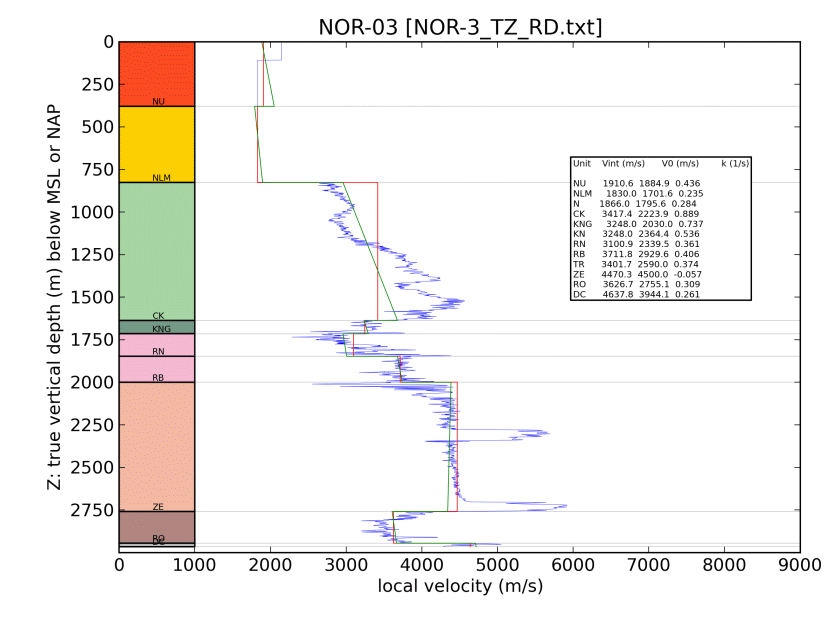 NOR-03 [NOR-3_TZ_RD.txt]
0
250
500
750
1000
1250
1500
1750
2000
2250
2500
2750
Z: true vertical depth (m) below MSL or NAP
NU
NLM
CK
KNG
RN
RB
ZE
RO
DC
Unit Vint (m/s) V0 (m/s) k (1/s)
NU 1910.6 1884.9 0.436
NLM 1830.0 1701.6 0.235
N 1866.0 1795.6 0.284
CK 3417.4 2223.9 0.889
KNG 3248.0 2030.0 0.737
KN 3248.0 2364.4 0.536
RN 3100.9 2339.5 0.361
RB 3711.8 2929.6 0.406
TR 3401.7 2590.0 0.374
ZE 4470.3 4500.0 -0.057
RO 3626.7 2755.1 0.309
DC 4637.8 3944.1 0.261
0 1000 2000 3000 4000 5000 6000 7000 8000 9000
local velocity (m/s)